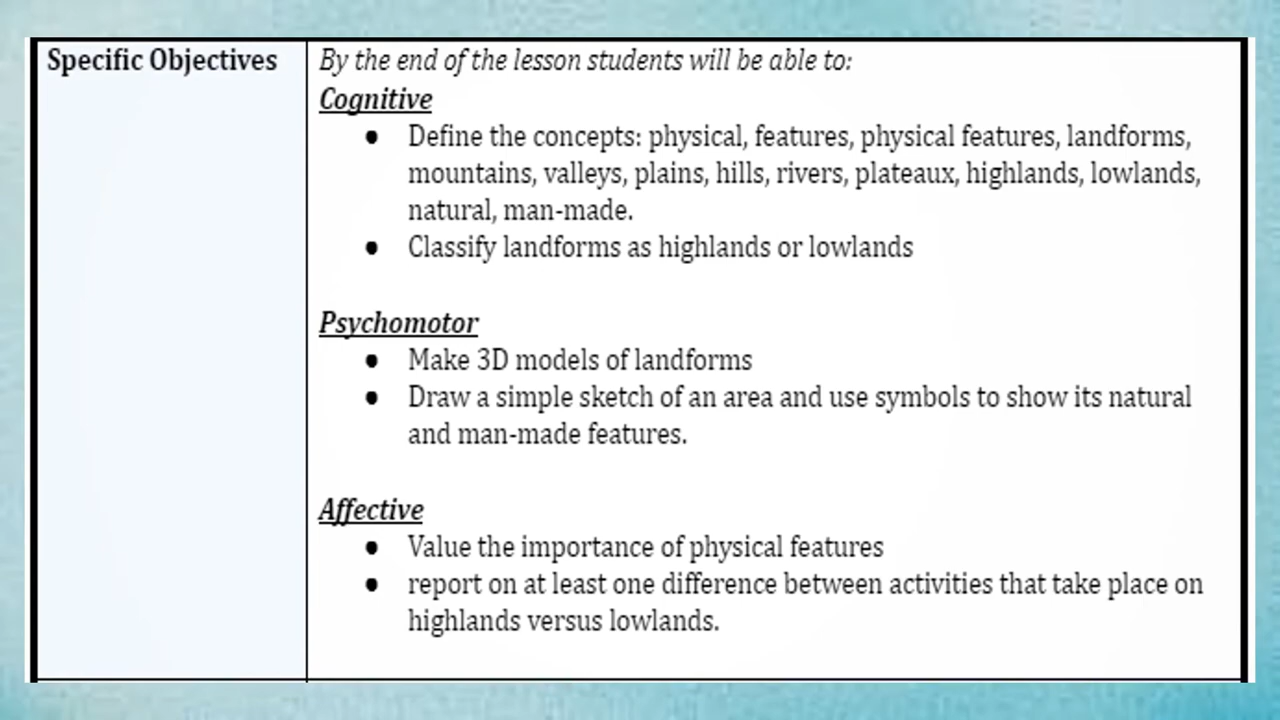 Specific Objectives
By the end of the lesson students will be able to:
Cognitive
● Define the concepts: physical, features, physical features, landforms,
mountains, valleys, plains, hills, rivers, plateaux, highlands, lowlands,
natural, man-made.
● Classify landforms as highlands or lowlands
Psychomotor
● Make 3D models of landforms
● Draw a simple sketch of an area and use symbols to show its natural
and man-made features.
Affective
● Value the importance of physical features
● report on at least one difference between activities that take place on
highlands versus lowlands.